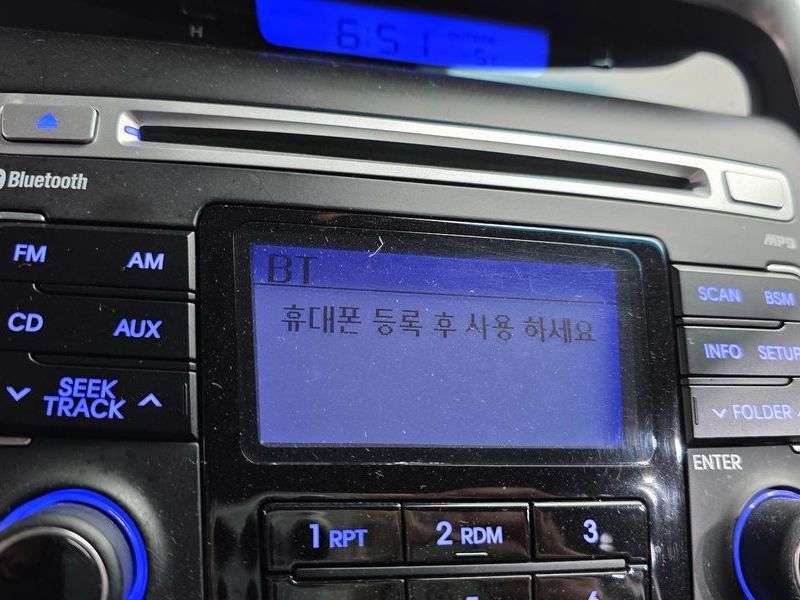 H
6:51
OUTSIDE
Bluetooth
MP3
FM
AM
CD
AUX
SEEK
TRACK
BT
휴대폰 등록 후 사용 하세요
SCAN
BSM
INFO
SETUP
FOLDER
ENTER
1 RPT
2 RDM
3